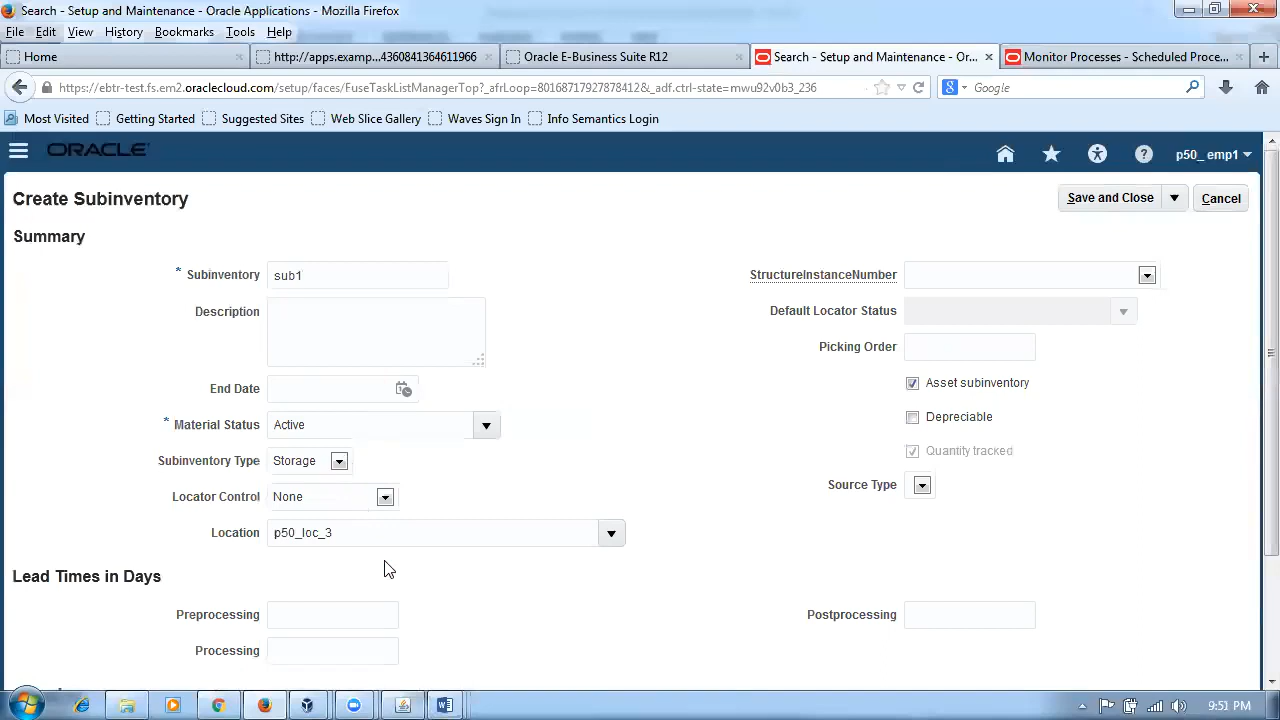 Search - Setup and Maintenance - Oracle Applications - Mozilla Firefox
File Edit View History Bookmarks Tools Help
Home http://apps.examp...4360841364611966 Oracle E-Business Suite R12 Search - Setup and Maintenance - Or... Monitor Processes - Scheduled Proce...
https://ebtr-test.fs.em2.oraclecloud.com/setup/faces/FuseTaskListManagerTop?_afrLoop=80168717927878412&_adf.ctrl-state=mwu92v0b3_236 Google
Most Visited Getting Started Suggested Sites Web Slice Gallery Waves Sign In Info Semantics Login
ORACLE p50_ emp1
Create Subinventory Save and Close Cancel
Summary
* Subinventory sub1 StructureInstanceNumber
Description Default Locator Status
Picking Order
End Date Asset subinventory
* Material Status Active Depreciable
Subinventory Type Storage Quantity tracked
Locator Control None Source Type
Location p50_loc_3
Lead Times in Days
Preprocessing Postprocessing
Processing
9:51 PM